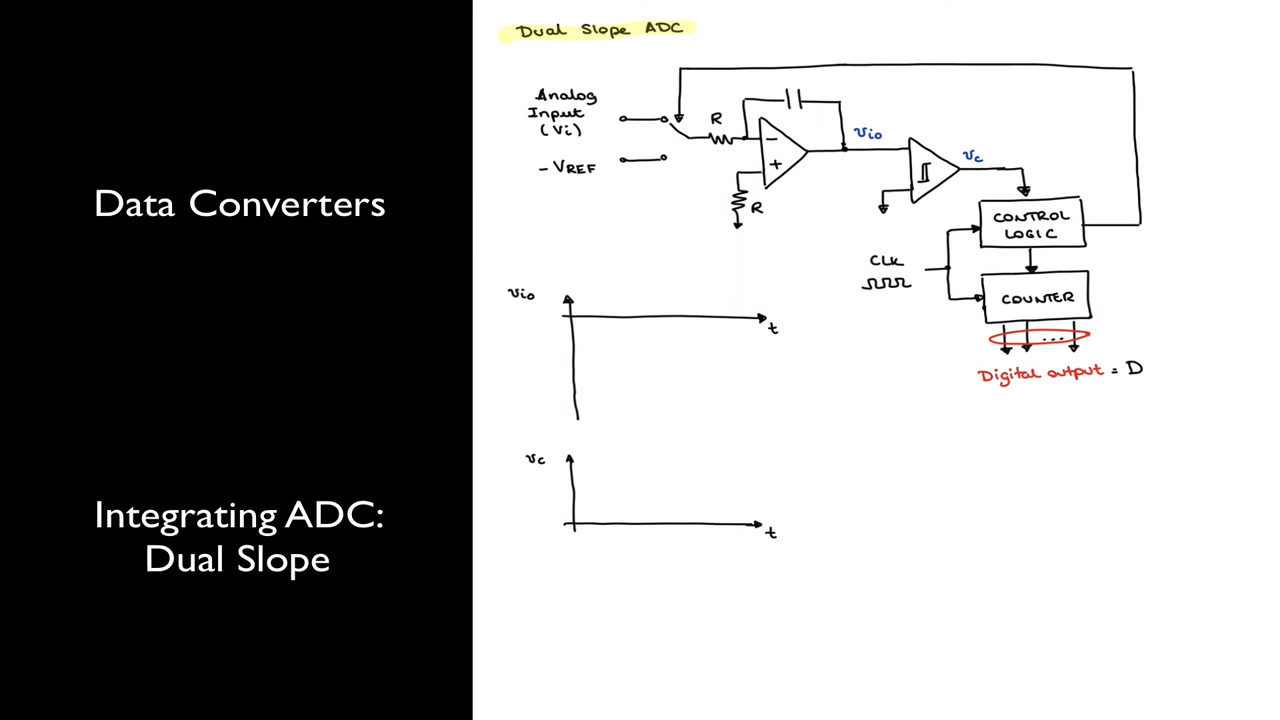 Data Converters
Integrating ADC:
Dual Slope
Dual Slope ADC
Analog
Input
(Vi)
- VREF
R
-
+
R
vio
vc
CONTROL
LOGIC
CLK
COUNTER
...
Digital output = D
vio
t
vc
t